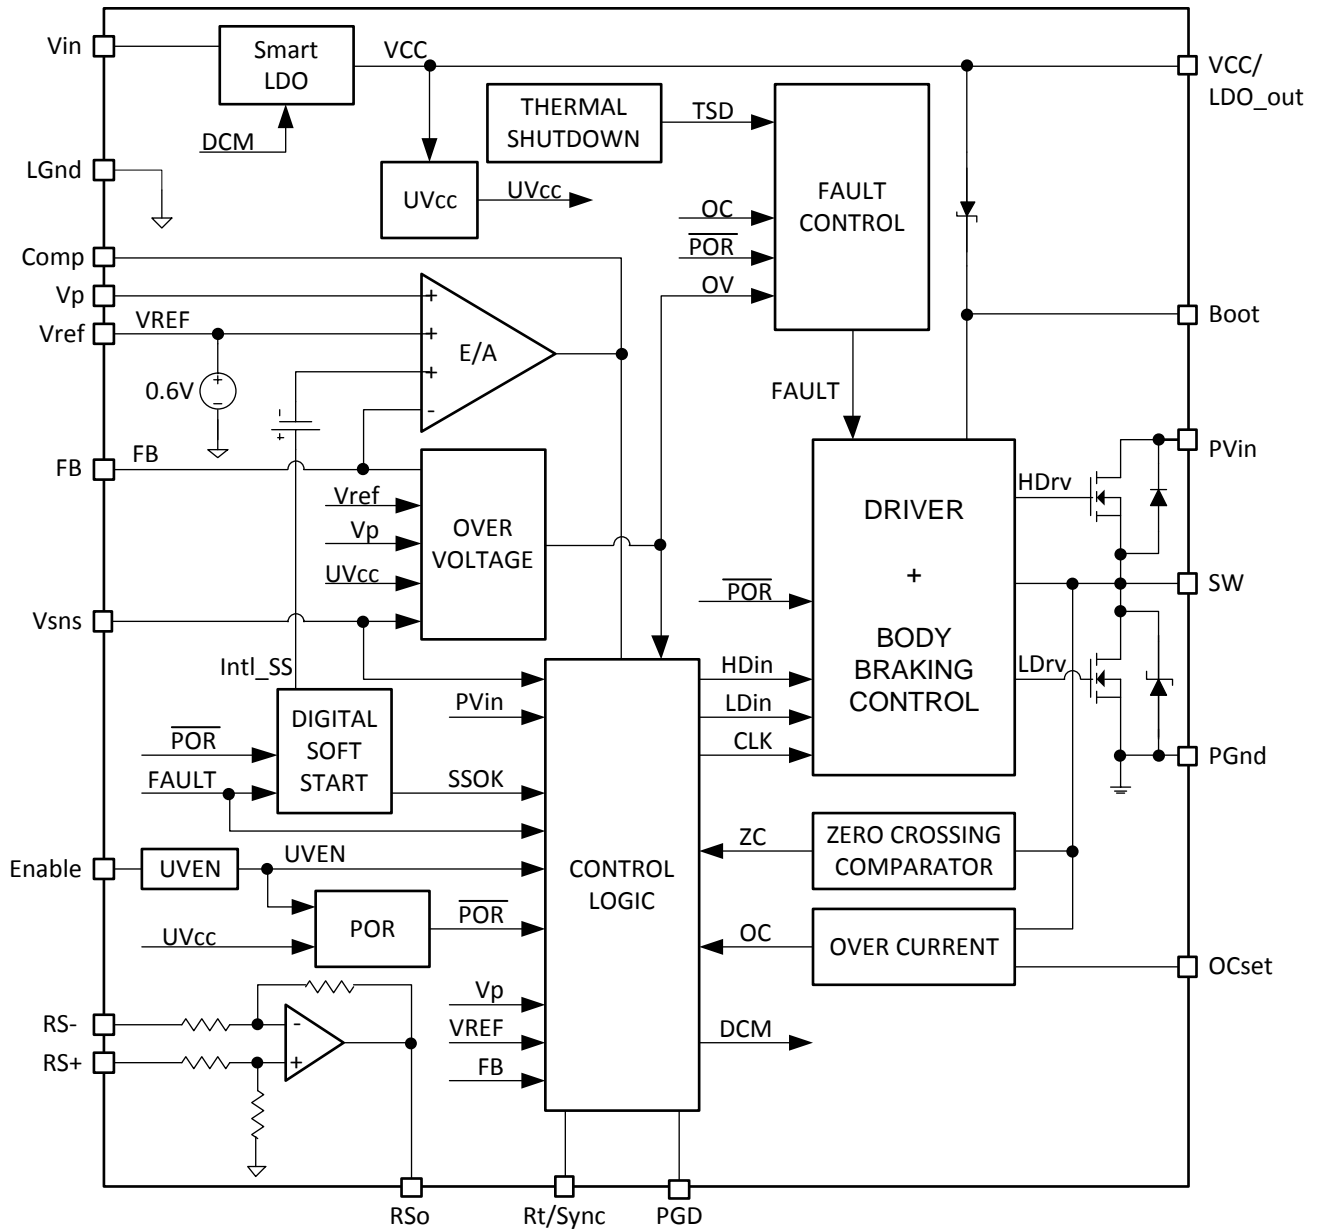 Vin
Smart
LDO
VCC
VCC/
LDO_out
THERMAL
SHUTDOWN
TSD
DCM
LGnd
UVcc
UVcc
FAULT
CONTROL
OC
POR
OV
Comp
Vp
Vref
VREF
+
+
+
-
E/A
0.6V
+
-
-
+
Boot
FAULT
FB
FB
PVin
HDrv
Vref
Vp
UVcc
OVER
VOLTAGE
DRIVER
+
BODY
BRAKING
CONTROL
POR
SW
Vsns
Intl_SS
LDrv
HDin
LDin
CLK
PVin
DIGITAL
SOFT
START
POR
FAULT
SSOK
PGnd
ZC
ZERO CROSSING
COMPARATOR
Enable
UVEN
UVEN
CONTROL
LOGIC
POR
POR
UVcc
OC
OVER CURRENT
OCset
RS-
RS+
-
+
Vp
VREF
FB
DCM
RSo
Rt/Sync
PGD